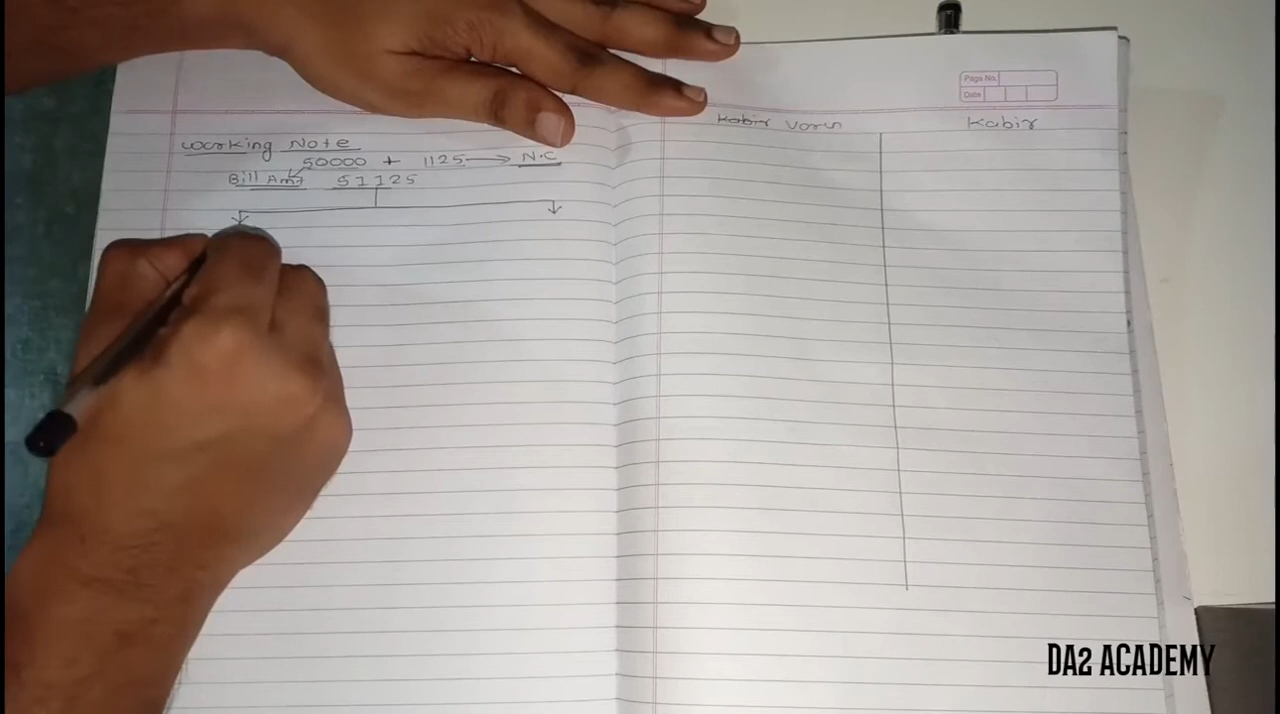 Page No.
Date
Working Note
50000 + 1125 → N.C
Bill Amt 51125
Kabir Varun
Kabir
DA2 ACADEMY